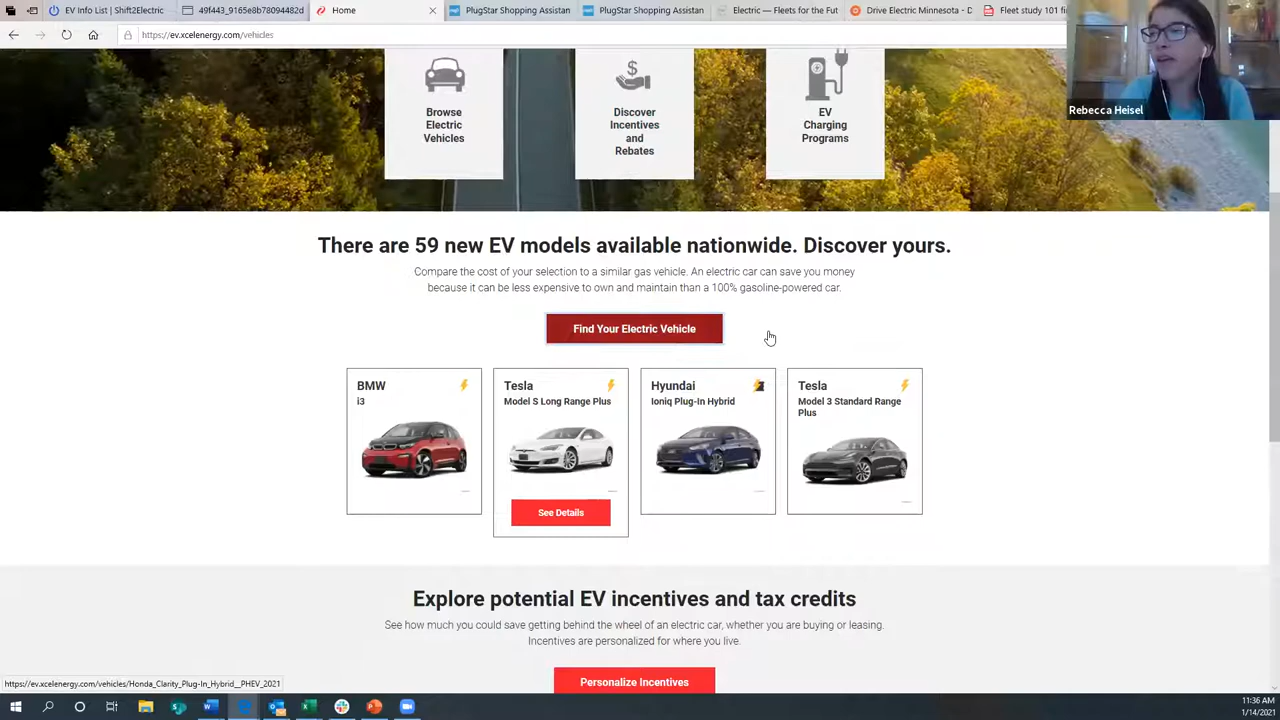 EV Info List | Shift2Electric
49f443_9165e8b78094482d
Home
PlugStar Shopping Assistan
PlugStar Shopping Assistan
Electric — Fleets for the Fut
Drive Electric Minnesota - D
Fleet study 101 fi
https://ev.xcelenergy.com/vehicles
Rebecca Heisel
Browse
Electric
Vehicles
Discover
Incentives
and
Rebates
EV
Charging
Programs
There are 59 new EV models available nationwide. Discover yours.
Compare the cost of your selection to a similar gas vehicle. An electric car can save you money
because it can be less expensive to own and maintain than a 100% gasoline-powered car.
Find Your Electric Vehicle
BMW
i3
Tesla
Model S Long Range Plus
See Details
Hyundai
Ioniq Plug-In Hybrid
Tesla
Model 3 Standard Range
Plus
Explore potential EV incentives and tax credits
See how much you could save getting behind the wheel of an electric car, whether you are buying or leasing.
Incentives are personalized for where you live.
Personalize Incentives
https://ev.xcelenergy.com/vehicles/Honda_Clarity_Plug-In_Hybrid__PHEV_2021
11:36 AM
1/14/2021